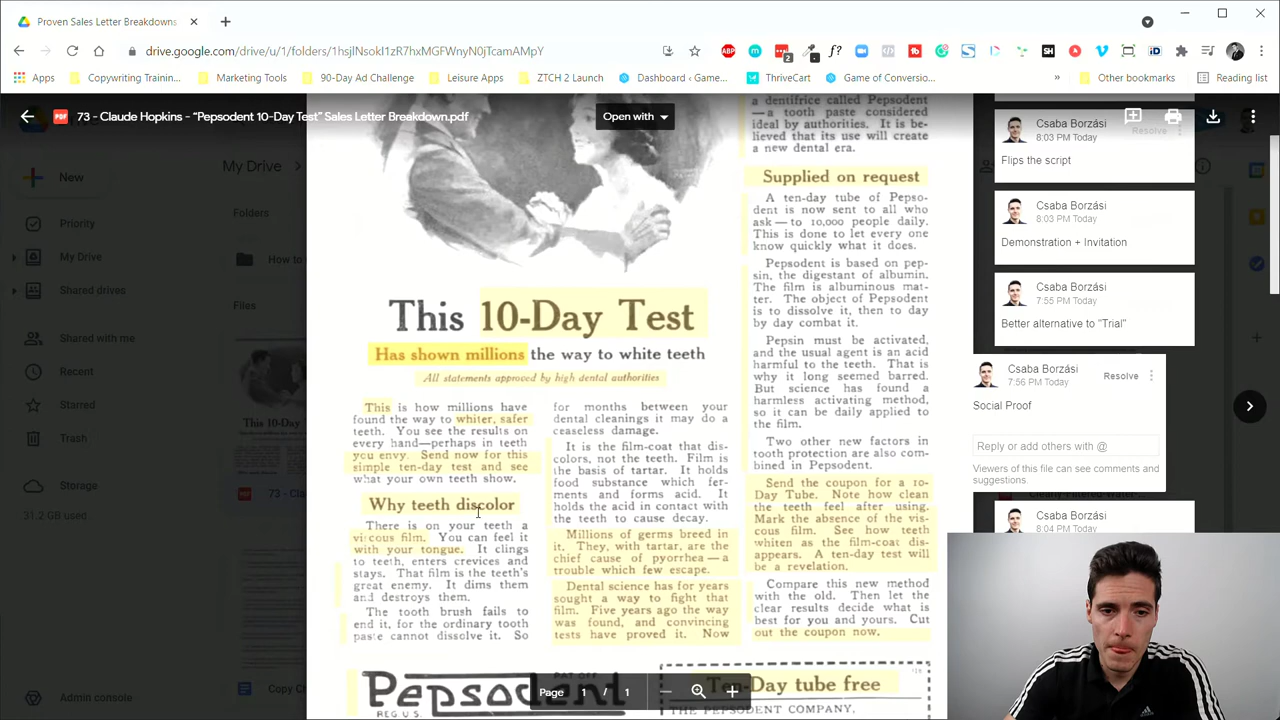 Proven Sales Letter Breakdowns
drive.google.com/drive/u/1/folders/1hsjlNsokI1zR7hxMGFWnyN0jTcamAMpY
Apps
Copywriting Trainin...
Marketing Tools
90-Day Ad Challenge
Leisure Apps
ZTCH 2 Launch
Dashboard ‹ Game...
ThriveCart
Game of Conversio...
»
Other bookmarks
Reading list
73 - Claude Hopkins - “Pepsodent 10-Day Test” Sales Letter Breakdown.pdf
Open with
New
Priority
My Drive
Shared drives
Shared with me
Recent
Starred
Trash
Storage
31.2 GB used
Admin console
My Drive
Folders
How to
Files
73 - Cla
Copy Ch
This 10-Day Test
Has shown millions the way to white teeth
All statements approved by high dental authorities
This is how millions have
found the way to whiter, safer
teeth. You see the results on
every hand—perhaps in teeth
you envy. Send now for this
simple ten-day test and see
what your own teeth show.
Why teeth discolor
There is on your teeth a
viscous film. You can feel it
with your tongue. It clings
to teeth, enters crevices and
stays. That film is the teeth's
great enemy. It dims them
and destroys them.
The tooth brush fails to
end it, for the ordinary tooth
paste cannot dissolve it. So
for months between your
dental cleanings it may do a
ceaseless damage.
It is the film-coat that dis-
colors, not the teeth. Film is
the basis of tartar. It holds
food substance which fer-
ments and forms acid. It
holds the acid in contact with
the teeth to cause decay.
Millions of germs breed in
it. They, with tartar, are the
chief cause of pyorrhea—a
trouble which few escape.
Dental science has for years
sought a way to fight that
film. Five years ago the way
was found, and convincing
tests have proved it. Now
a dentifrice called Pepsodent
—a tooth paste considered
ideal by authorities. It is be-
lieved that its use will create
a new dental era.
Supplied on request
A ten-day tube of Pepso-
dent is now sent to all who
ask—to 10,000 people daily.
This is done to let every one
know quickly what it does.
Pepsodent is based on pep-
sin, the digestant of albumin.
The film is albuminous mat-
ter. The object of Pepsodent
is to dissolve it, then to day
by day combat it.
Pepsin must be activated,
and the usual agent is an acid
harmful to the teeth. That is
why it long seemed barred.
But science has found a
harmless activating method,
so it can be daily applied to
the film.
Two other new factors in
tooth protection are also com-
bined in Pepsodent.
Send the coupon for a 10-
Day Tube. Note how clean
the teeth feel after using.
Mark the absence of the vis-
cous film. See how teeth
whiten as the film-coat dis-
appears. A ten-day test will
be a revelation.
Compare this new method
with the old. Then let the
clear results decide what is
best for you and yours. Cut
out the coupon now.
Pepsodent
PAT. OFF.
REG. U.S.
Ten-Day tube free
THE PEPSODENT COMPANY,
Page 1 / 1
Csaba Borzási
8:03 PM Today
Resolve
Flips the script
Csaba Borzási
8:03 PM Today
Demonstration + Invitation
Csaba Borzási
7:55 PM Today
Better alternative to "Trial"
Csaba Borzási
7:56 PM Today
Resolve
Social Proof
Reply or add others with @
Viewers of this file can see comments and
suggestions.
Csaba Borzási
8:04 PM Today